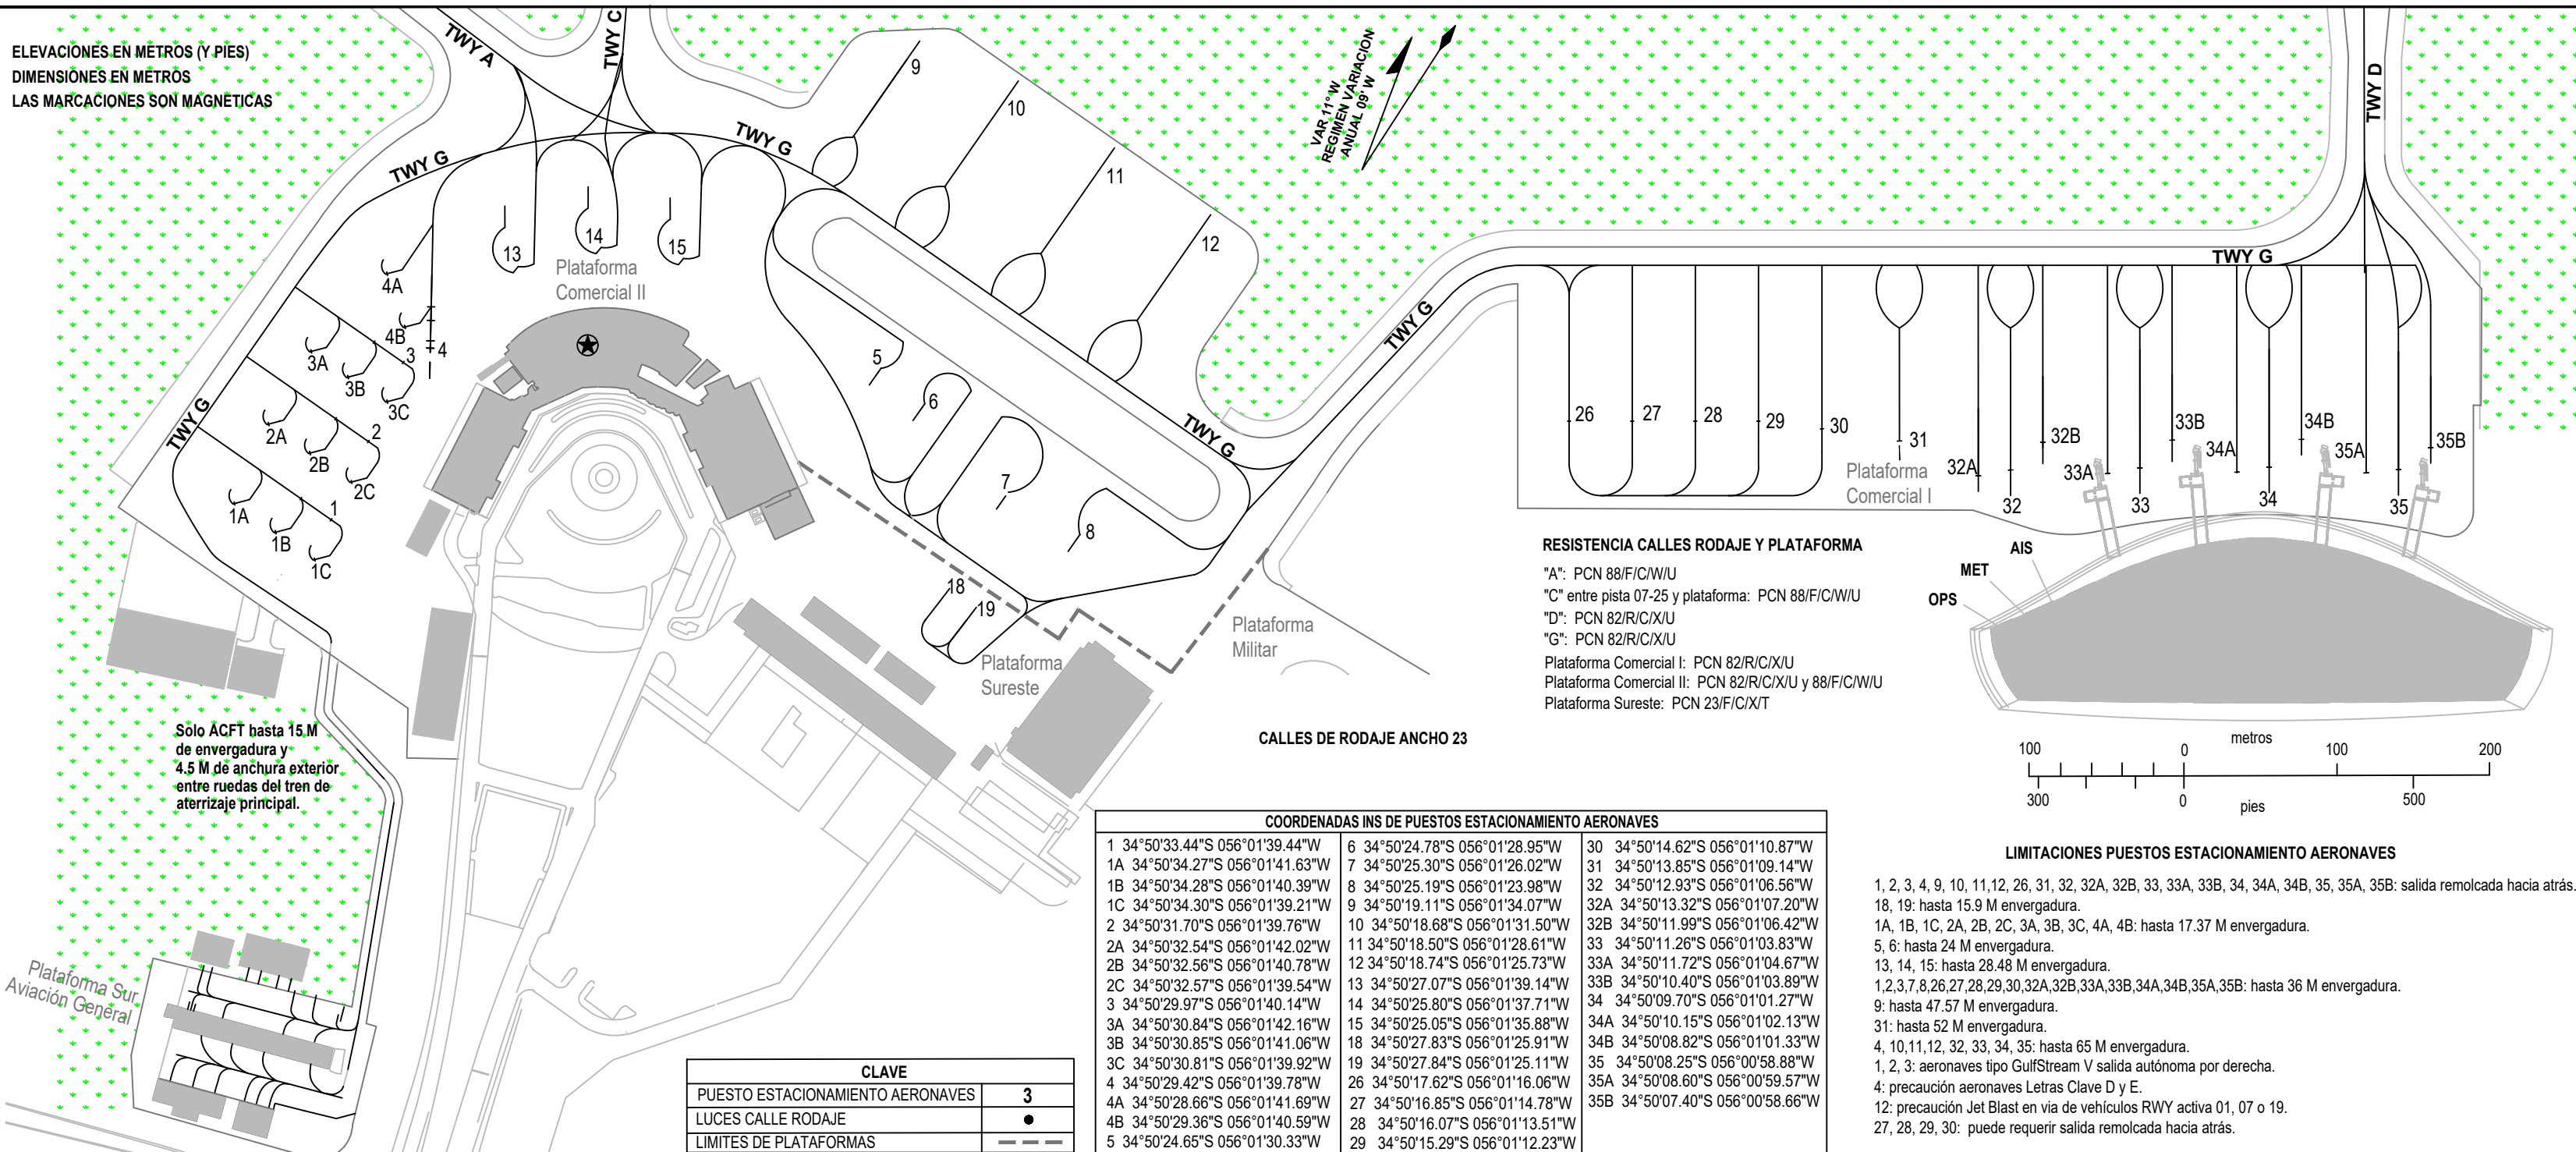 ELEVACIONES EN METROS (Y PIES)
DIMENSIONES EN METROS
LAS MARCACIONES SON MAGNETICAS
TWY A
TWY C
TWY G
TWY G
TWY G
TWY G
TWY G
TWY G
TWY D
VAR 11° W
REGIMEN VARIACION
ANUAL 09' W
9
10
11
12
13
14
15
Plataforma
Comercial II
4A
4B
4
3A
3B
3
3C
2A
2B
2
2C
1A
1B
1
1C
5
6
7
8
18
19
26
27
28
29
30
31
32A
32
32B
33A
33
33B
34A
34
34B
35A
35
35B
Plataforma
Comercial I
Plataforma
Militar
Plataforma
Sureste
AIS
MET
OPS
RESISTENCIA CALLES RODAJE Y PLATAFORMA
"A": PCN 88/F/C/W/U
"C" entre pista 07-25 y plataforma: PCN 88/F/C/W/U
"D": PCN 82/R/C/X/U
"G": PCN 82/R/C/X/U
Plataforma Comercial I: PCN 82/R/C/X/U
Plataforma Comercial II: PCN 82/R/C/X/U y 88/F/C/W/U
Plataforma Sureste: PCN 23/F/C/X/T
CALLES DE RODAJE ANCHO 23
metros
100 0 100 200
300 0 500
pies
Solo ACFT hasta 15 M
de envergadura y
4.5 M de anchura exterior
entre ruedas del tren de
aterrizaje principal.
Plataforma Sur
Aviación General
CLAVE
PUESTO ESTACIONAMIENTO AERONAVES 3
LUCES CALLE RODAJE
LIMITES DE PLATAFORMAS
COORDENADAS INS DE PUESTOS ESTACIONAMIENTO AERONAVES
1 34°50'33.44"S 056°01'39.44"W
1A 34°50'34.27"S 056°01'41.63"W
1B 34°50'34.28"S 056°01'40.39"W
1C 34°50'34.30"S 056°01'39.21"W
2 34°50'31.70"S 056°01'39.76"W
2A 34°50'32.54"S 056°01'42.02"W
2B 34°50'32.56"S 056°01'40.78"W
2C 34°50'32.57"S 056°01'39.54"W
3 34°50'29.97"S 056°01'40.14"W
3A 34°50'30.84"S 056°01'42.16"W
3B 34°50'30.85"S 056°01'41.06"W
3C 34°50'30.81"S 056°01'39.92"W
4 34°50'29.42"S 056°01'39.78"W
4A 34°50'28.66"S 056°01'41.69"W
4B 34°50'29.36"S 056°01'40.59"W
5 34°50'24.65"S 056°01'30.33"W
6 34°50'24.78"S 056°01'28.95"W
7 34°50'25.30"S 056°01'26.02"W
8 34°50'25.19"S 056°01'23.98"W
9 34°50'19.11"S 056°01'34.07"W
10 34°50'18.68"S 056°01'31.50"W
11 34°50'18.50"S 056°01'28.61"W
12 34°50'18.74"S 056°01'25.73"W
13 34°50'27.07"S 056°01'39.14"W
14 34°50'25.80"S 056°01'37.71"W
15 34°50'25.05"S 056°01'35.88"W
18 34°50'27.83"S 056°01'25.91"W
19 34°50'27.84"S 056°01'25.11"W
26 34°50'17.62"S 056°01'16.06"W
27 34°50'16.85"S 056°01'14.78"W
28 34°50'16.07"S 056°01'13.51"W
29 34°50'15.29"S 056°01'12.23"W
30 34°50'14.62"S 056°01'10.87"W
31 34°50'13.85"S 056°01'09.14"W
32 34°50'12.93"S 056°01'06.56"W
32A 34°50'13.32"S 056°01'07.20"W
32B 34°50'11.99"S 056°01'06.42"W
33 34°50'11.26"S 056°01'03.83"W
33A 34°50'11.72"S 056°01'04.67"W
33B 34°50'10.40"S 056°01'03.89"W
34 34°50'09.70"S 056°01'01.27"W
34A 34°50'10.15"S 056°01'02.13"W
34B 34°50'08.82"S 056°01'01.33"W
35 34°50'08.25"S 056°00'58.88"W
35A 34°50'08.60"S 056°00'59.57"W
35B 34°50'07.40"S 056°00'58.66"W
LIMITACIONES PUESTOS ESTACIONAMIENTO AERONAVES
1, 2, 3, 4, 9, 10, 11,12, 26, 31, 32, 32A, 32B, 33, 33A, 33B, 34, 34A, 34B, 35, 35A, 35B: salida remolcada hacia atrás.
18, 19: hasta 15.9 M envergadura.
1A, 1B, 1C, 2A, 2B, 2C, 3A, 3B, 3C, 4A, 4B: hasta 17.37 M envergadura.
5, 6: hasta 24 M envergadura.
13, 14, 15: hasta 28.48 M envergadura.
1,2,3,7,8,26,27,28,29,30,32A,32B,33A,33B,34A,34B,35A,35B: hasta 36 M envergadura.
9: hasta 47.57 M envergadura.
31: hasta 52 M envergadura.
4, 10,11,12, 32, 33, 34, 35: hasta 65 M envergadura.
1, 2, 3: aeronaves tipo GulfStream V salida autónoma por derecha.
4: precaución aeronaves Letras Clave D y E.
12: precaución Jet Blast en via de vehículos RWY activa 01, 07 o 19.
27, 28, 29, 30: puede requerir salida remolcada hacia atrás.